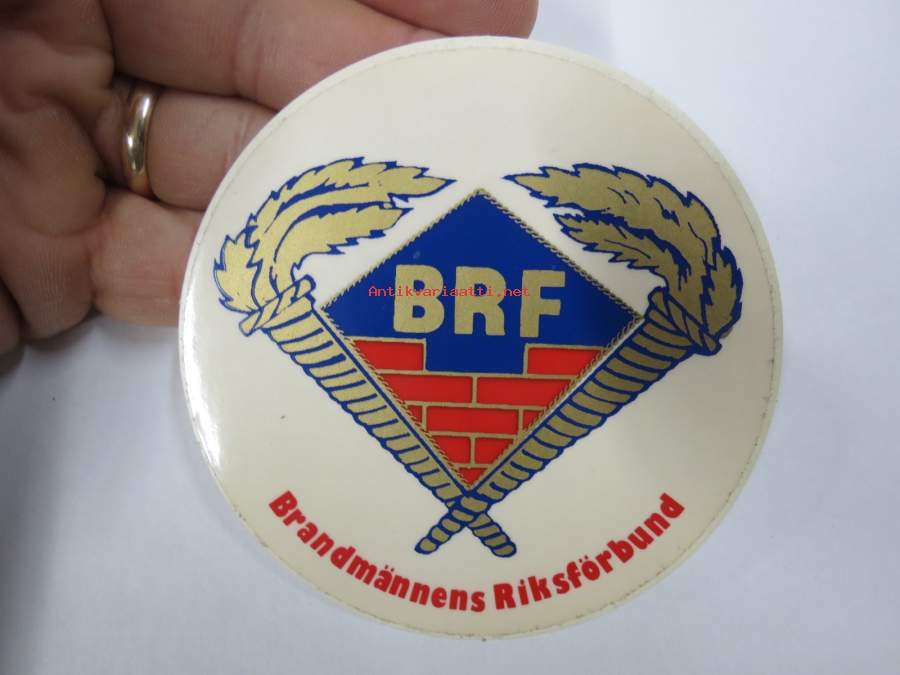 BRF
Antikvariaatti.net
Brandmännens Riksförbund